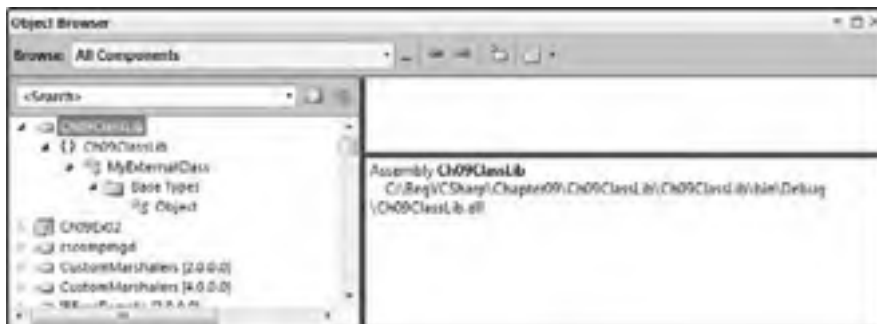 Object Browser
Browse: All Components
<Search>
Ch09ClassLib
{} Ch09ClassLib
MyExternalClass
Base Types
Object
Ch09Ex02
cscompmgd
CustomMarshalers [2.0.0.0]
CustomMarshalers [4.0.0.0]
Assembly Ch09ClassLib
C:\BegVCSharp\Chapter09\Ch09ClassLib\Ch09ClassLib\bin\Debug
\Ch09ClassLib.dll